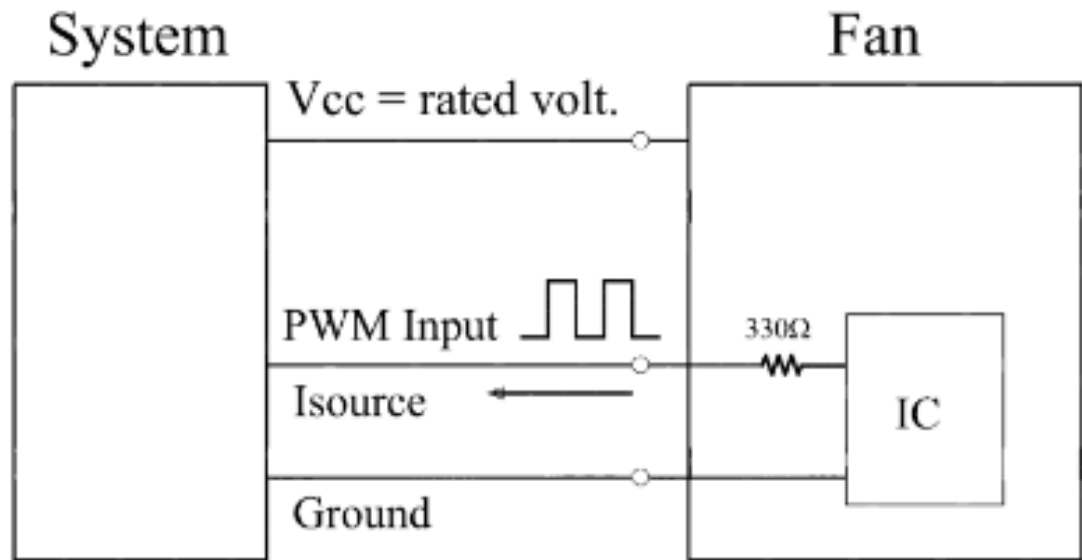 System
Fan
Vcc = rated volt.
PWM Input
330Ω
Isource
IC
Ground